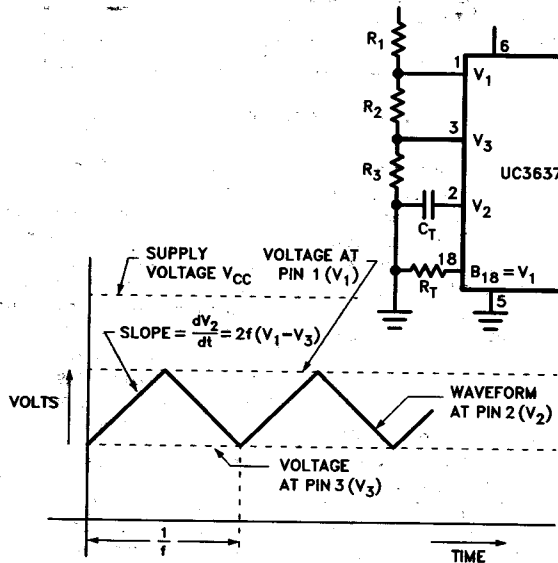 R1
6
1
V1
R2
3
V3
R3
UC3637
2
V2
CT
18
B18 = V1
RT
5
SUPPLY
VOLTAGE VCC
VOLTAGE AT
PIN 1 (V1)
SLOPE = dV2/dt = 2f (V1–V3)
VOLTS
WAVEFORM
AT PIN 2 (V2)
VOLTAGE
AT PIN 3 (V3)
1/f
TIME